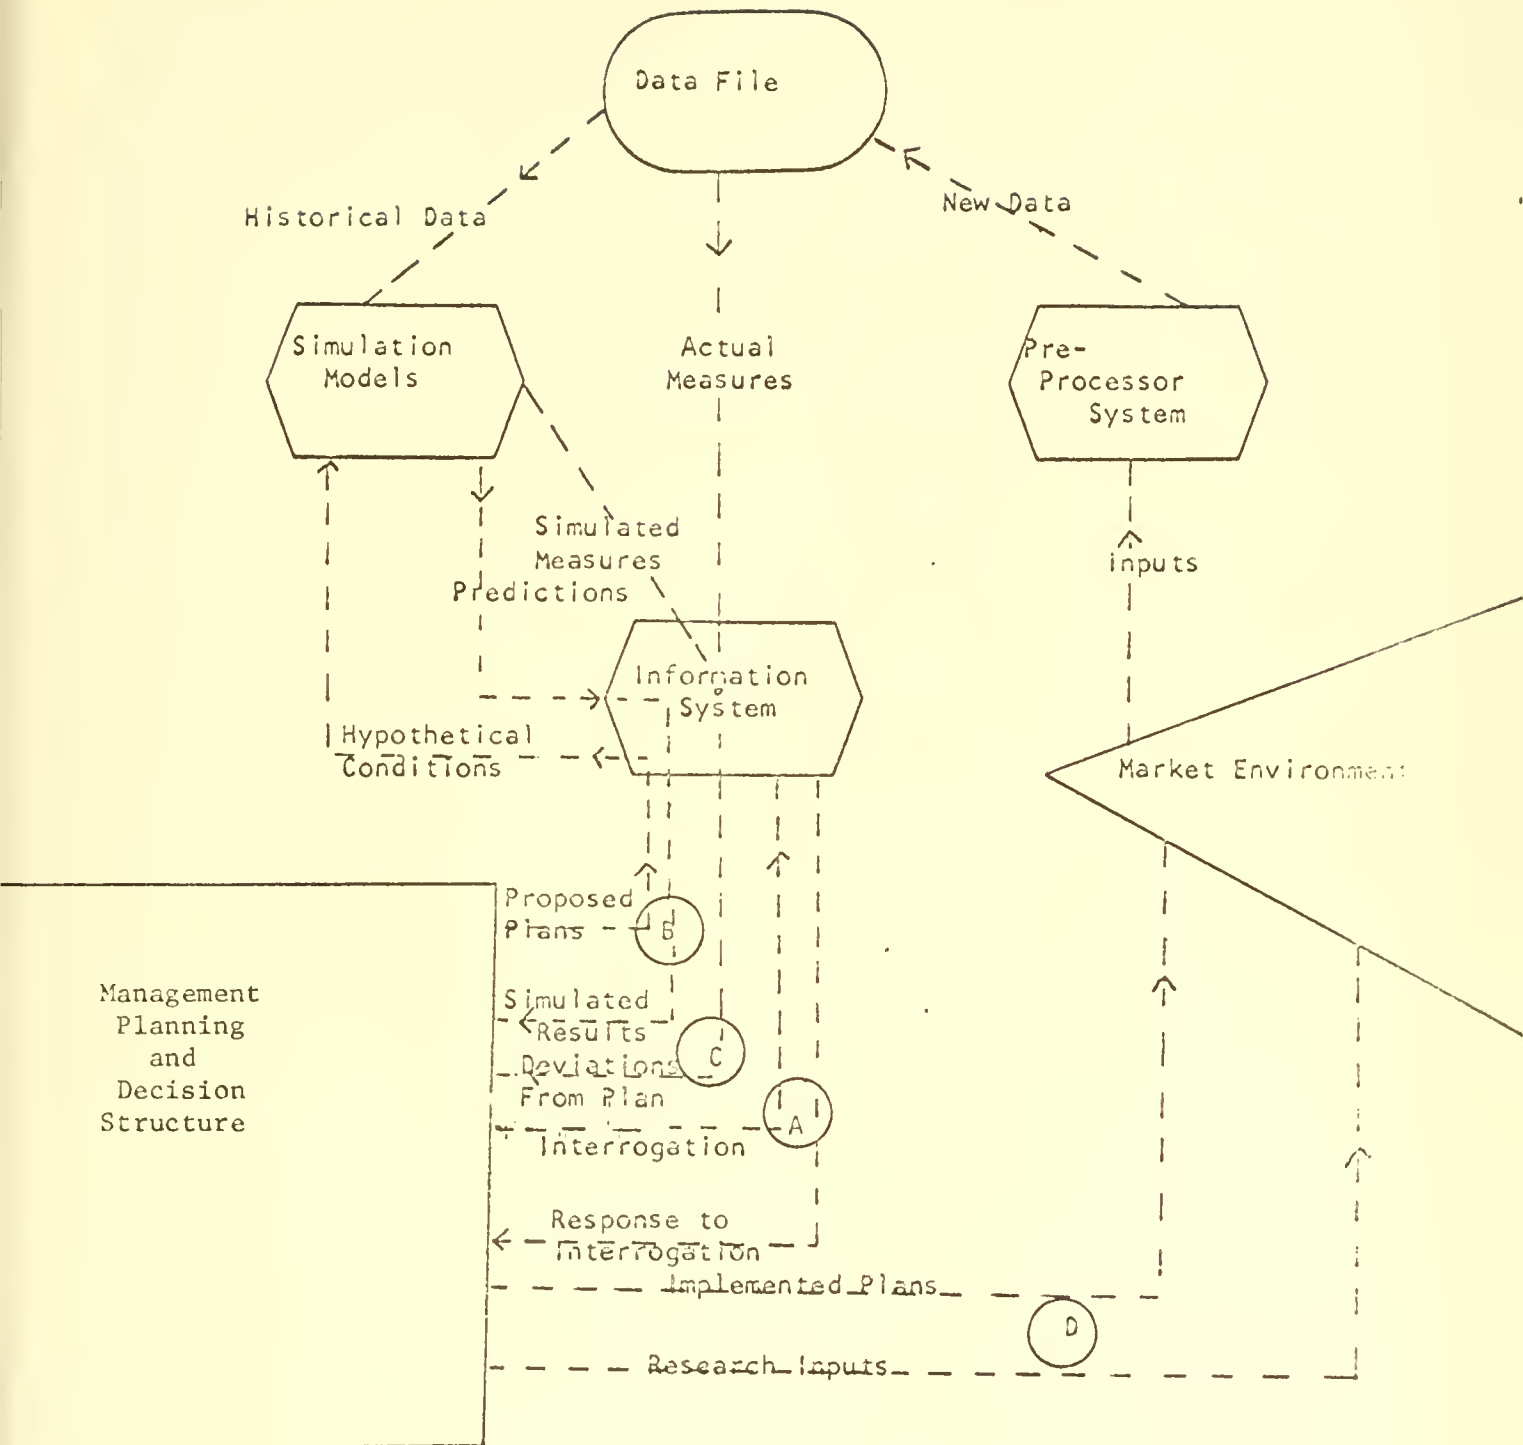 Data File
Historical Data
New Data
Simulation
Models
Actual
Measures
Pre-
Processor
System
Simulated
Measures
Predictions
inputs
Information
System
Hypothetical
Conditions
Market Environment
Proposed
Plans
B
Management
Planning
and
Decision
Structure
Simulated
Results
C
Deviations
From Plan
A
Interrogation
Response to
Interrogation
Implemented Plans
D
Research Inputs